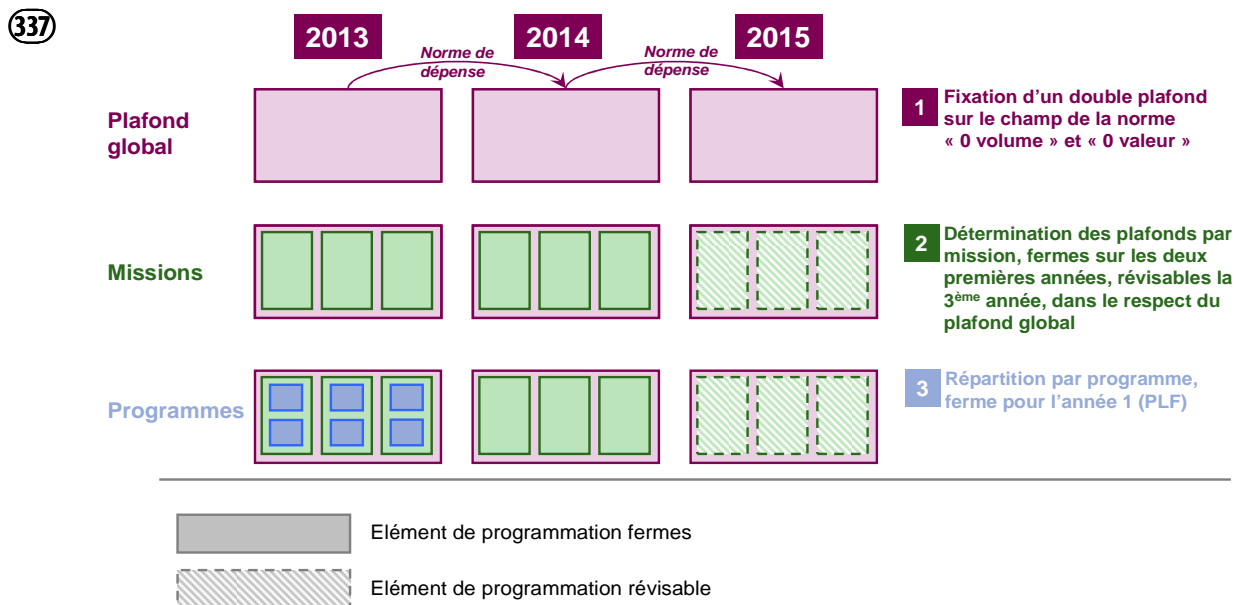 337
2013
2014
2015
Norme de
dépense
Norme de
dépense
Plafond
global
1
Fixation d'un double plafond
sur le champ de la norme
« 0 volume » et « 0 valeur »
Missions
2
Détermination des plafonds par
mission, fermes sur les deux
premières années, révisables la
3ème année, dans le respect du
plafond global
Programmes
3
Répartition par programme,
ferme pour l'année 1 (PLF)
Elément de programmation fermes
Elément de programmation révisable